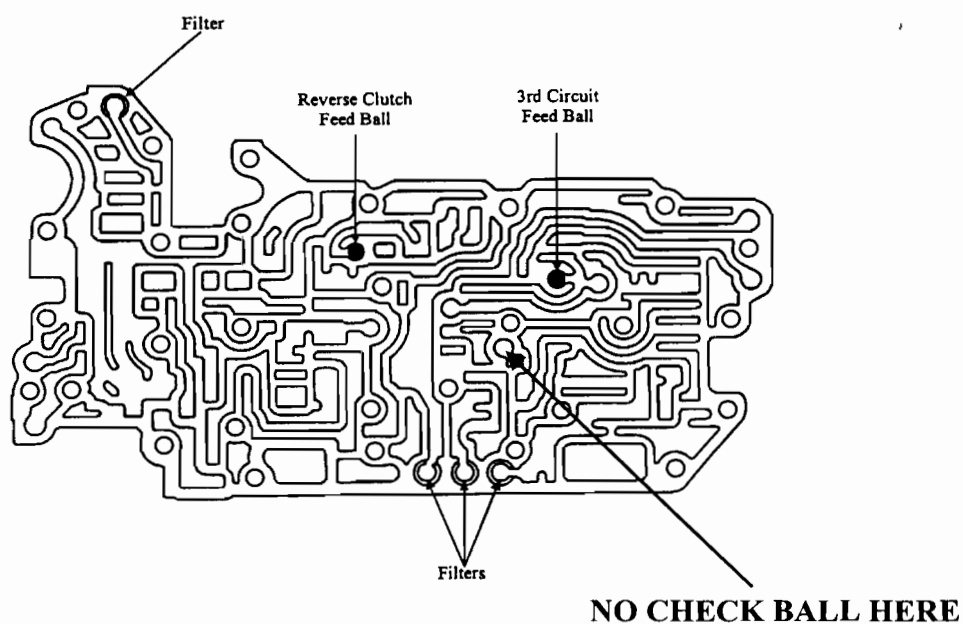 Filter
Reverse Clutch
Feed Ball
3rd Circuit
Feed Ball
Filters
NO CHECK BALL HERE